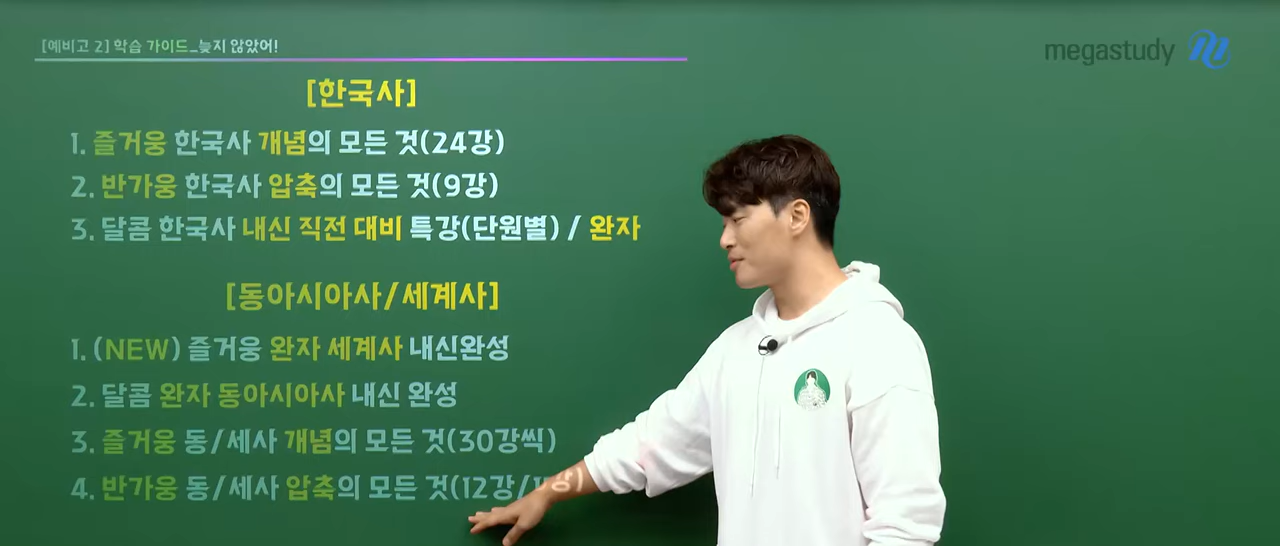 [예비고 2] 학습 가이드_늦지 않았어!
megastudy
[한국사]
1. 즐거웅 한국사 개념의 모든 것(24강)
2. 반가웅 한국사 압축의 모든 것(9강)
3. 달콤 한국사 내신 직전 대비 특강(단원별) / 완자
[동아시아사/세계사]
1. (NEW) 즐거웅 완자 세계사 내신완성
2. 달콤 완자 동아시아사 내신 완성
3. 즐거웅 동/세사 개념의 모든 것(30강씩)
4. 반가웅 동/세사 압축의 모든 것(12강/